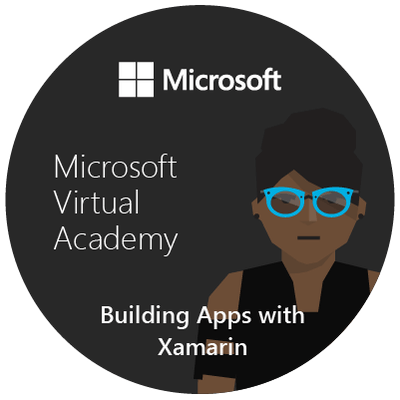 Microsoft
Microsoft
Virtual
Academy
Building Apps with
Xamarin